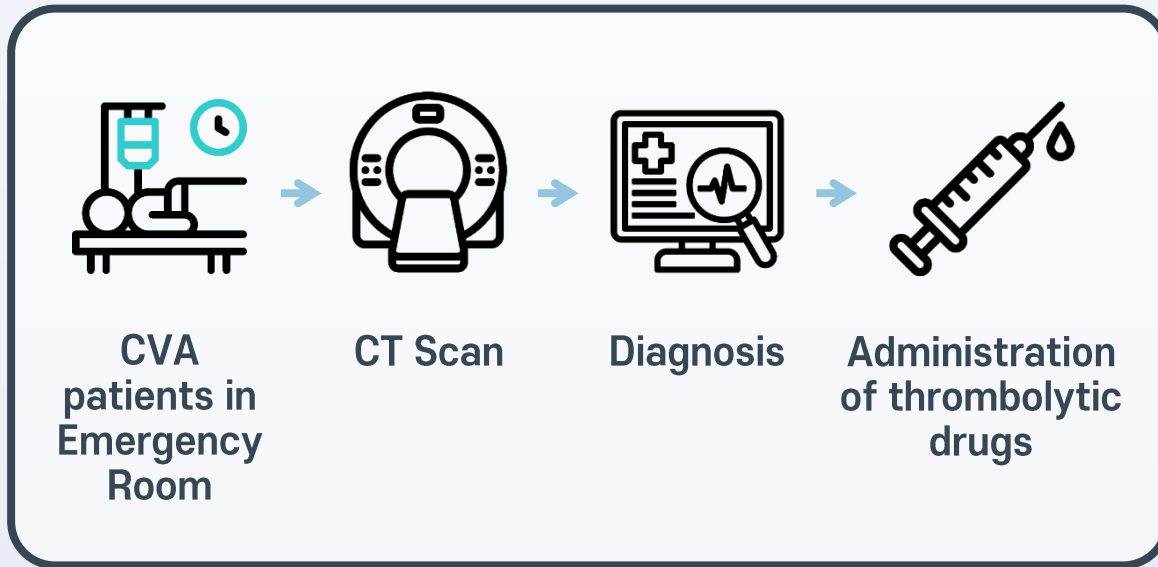 CVA
patients in
Emergency
Room
CT Scan
Diagnosis
Administration
of thrombolytic
drugs